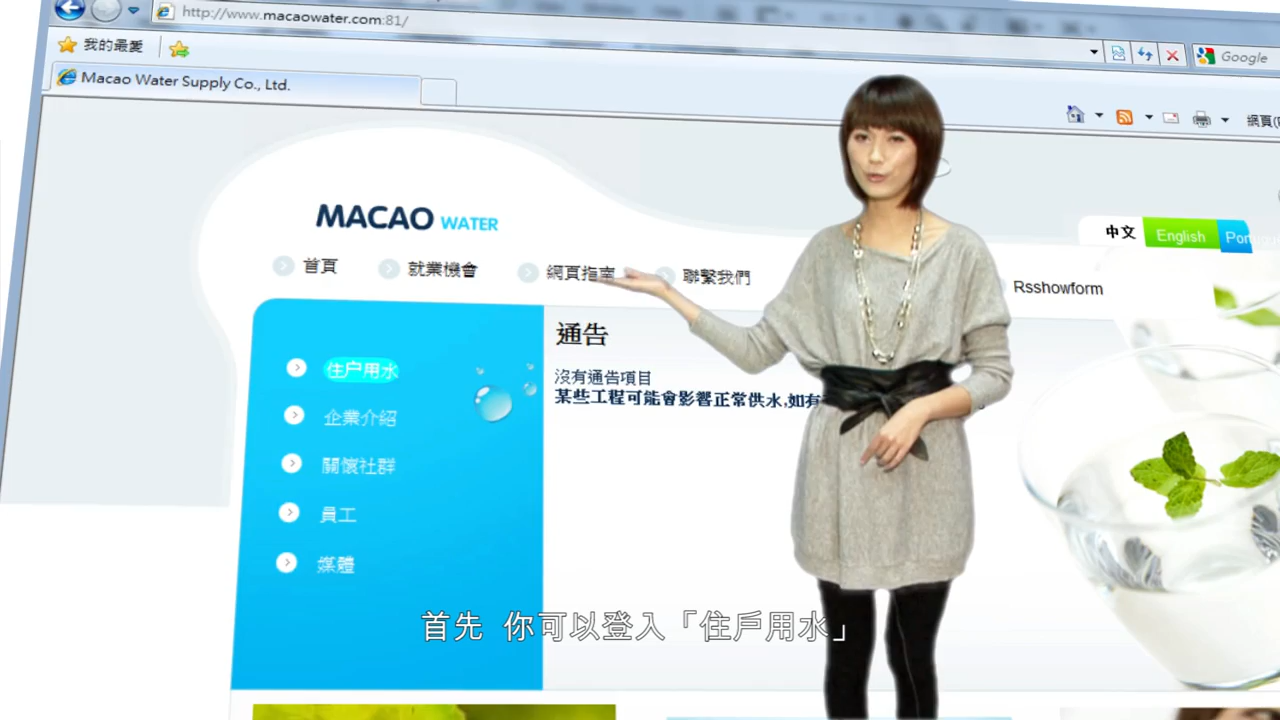 http://www.macaowater.com:81/
我的最愛
Google
Macao Water Supply Co., Ltd.
MACAO WATER
中文 English
首頁 就業機會 網頁指南 聯繫我們 Rsshowform
通告
住户用水
沒有通告項目
某些工程可能會影響正常供水,如有
企業介紹
關懷社群
員工
媒體
首先 你可以登入「住戶用水」